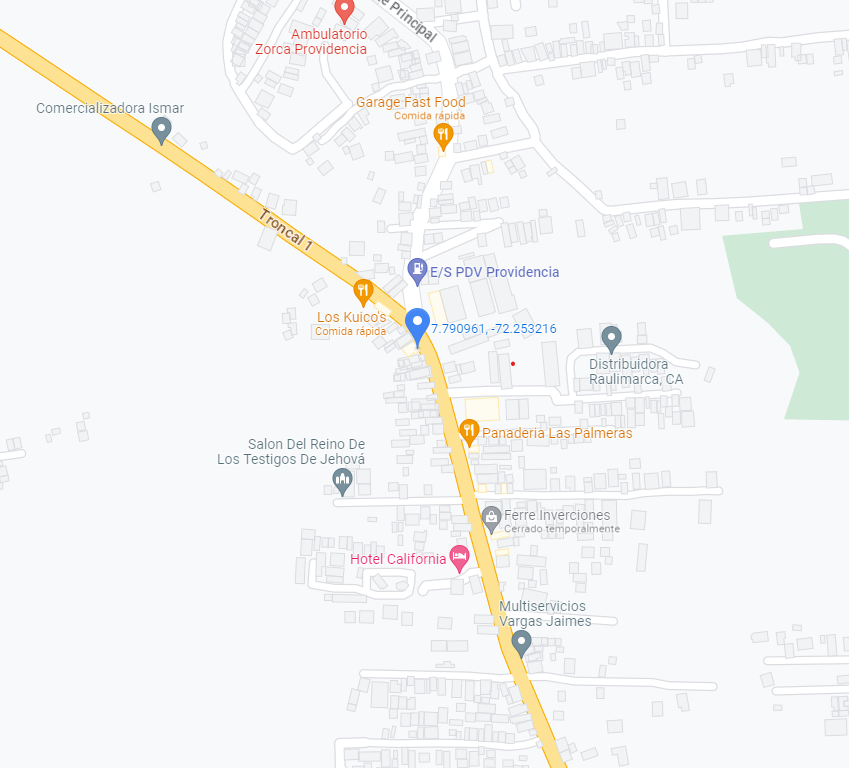 e Principal
Ambulatorio
Zorca Providencia
Garage Fast Food
Comida rápida
Comercializadora Ismar
Troncal 1
E/S PDV Providencia
Los Kuico's
Comida rápida
7.790961, -72.253216
Distribuidora
Raulimarca, CA
Panaderia Las Palmeras
Salon Del Reino De
Los Testigos De Jehová
Ferre Inverciones
Cerrado temporalmente
Hotel California
Multiservicios
Vargas Jaimes